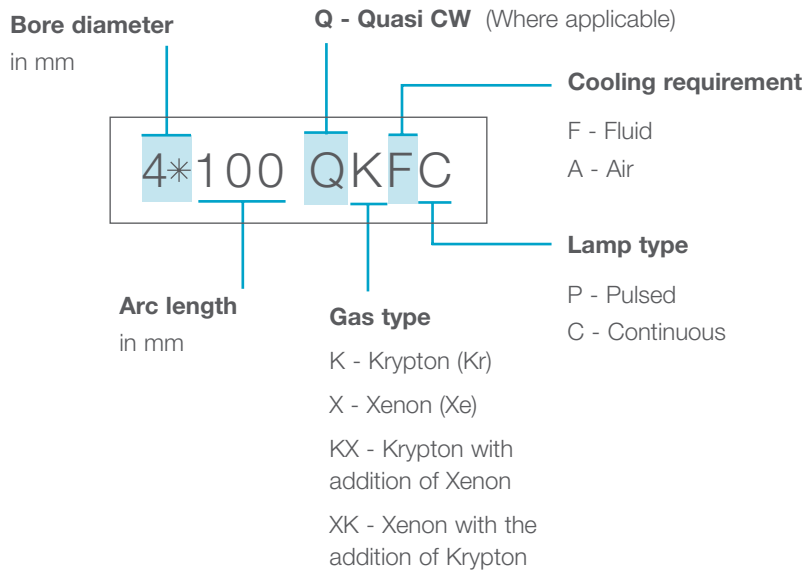 Bore diameter
in mm
Q - Quasi CW (Where applicable)
Cooling requirement
F - Fluid
A - Air
4*100 QKFC
Lamp type
P - Pulsed
C - Continuous
Arc length
in mm
Gas type
K - Krypton (Kr)
X - Xenon (Xe)
KX - Krypton with
addition of Xenon
XK - Xenon with the
addition of Krypton